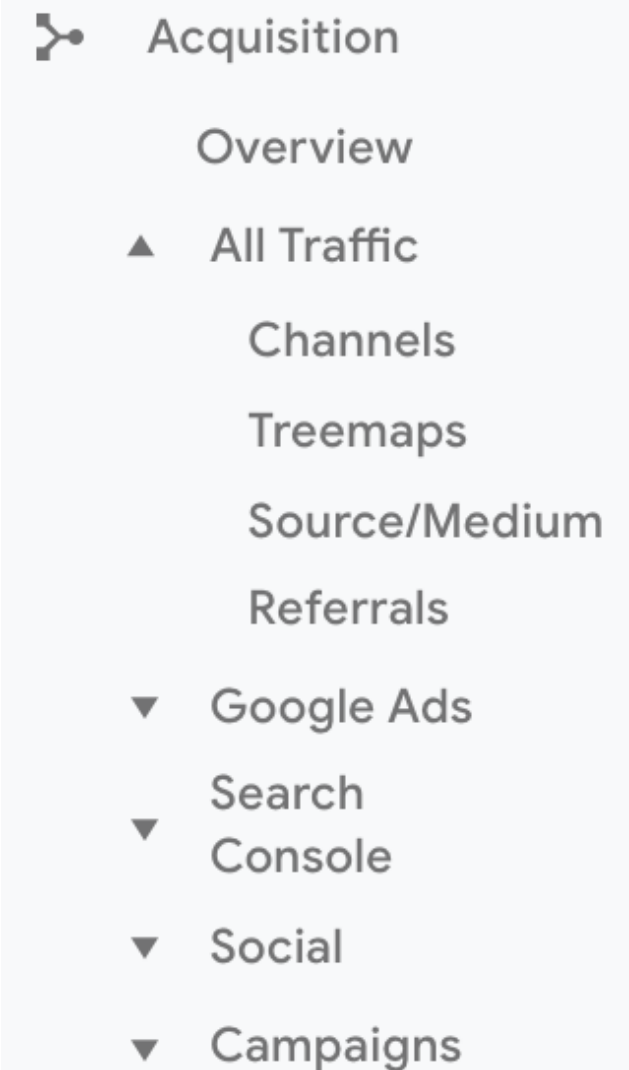 Acquisition
Overview
All Traffic
Channels
Treemaps
Source/Medium
Referrals
Google Ads
Search
Console
Social
Campaigns